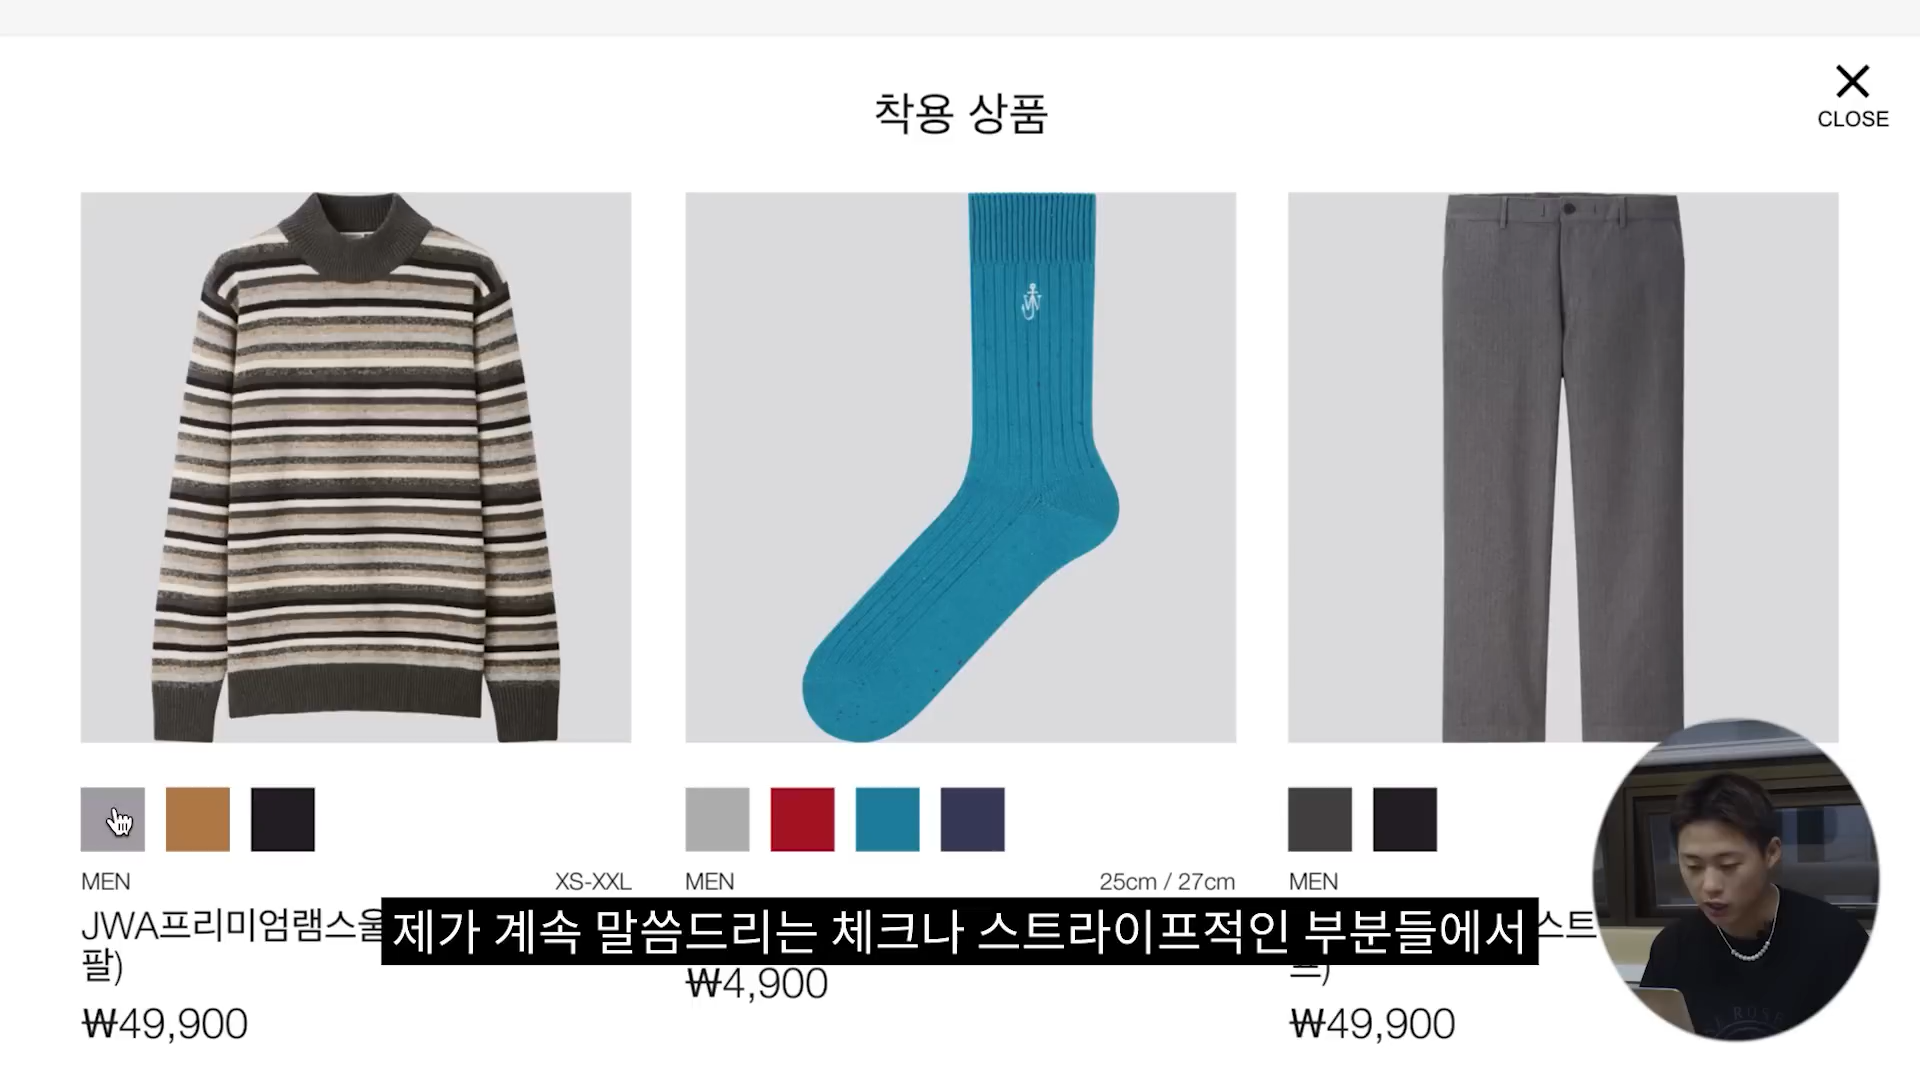 착용 상품
CLOSE
MEN
XS-XXL
JWA프리미엄램스울
팔)
₩49,900
MEN
25cm / 27cm
₩4,900
MEN
스트
프)
₩49,900
제가 계속 말씀드리는 체크나 스트라이프적인 부분들에서